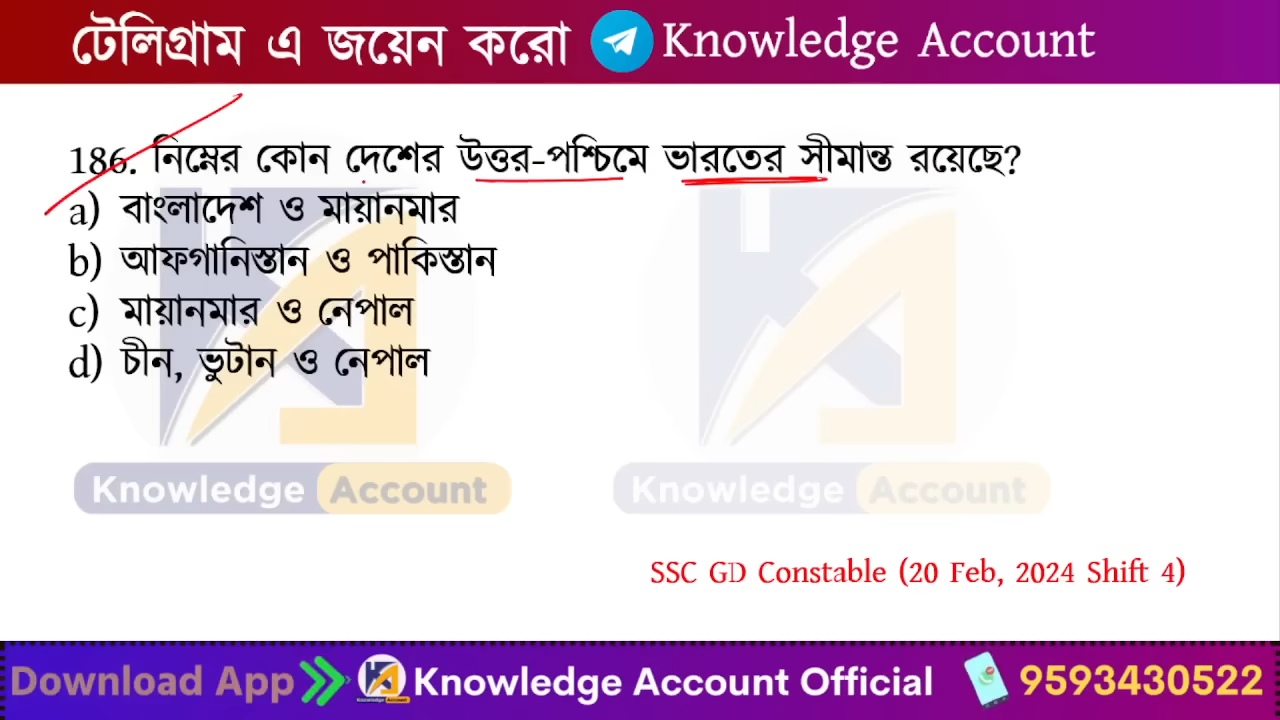 টেলিগ্রাম এ জয়েন করো Knowledge Account
186. নিম্নের কোন দেশের উত্তর-পশ্চিমে ভারতের সীমান্ত রয়েছে?
a) বাংলাদেশ ও মায়ানমার
b) আফগানিস্তান ও পাকিস্তান
c) মায়ানমার ও নেপাল
d) চীন, ভুটান ও নেপাল
Knowledge Account Knowledge Account
SSC GD Constable (20 Feb, 2024 Shift 4)
Download App Knowledge Account Official 9593430522